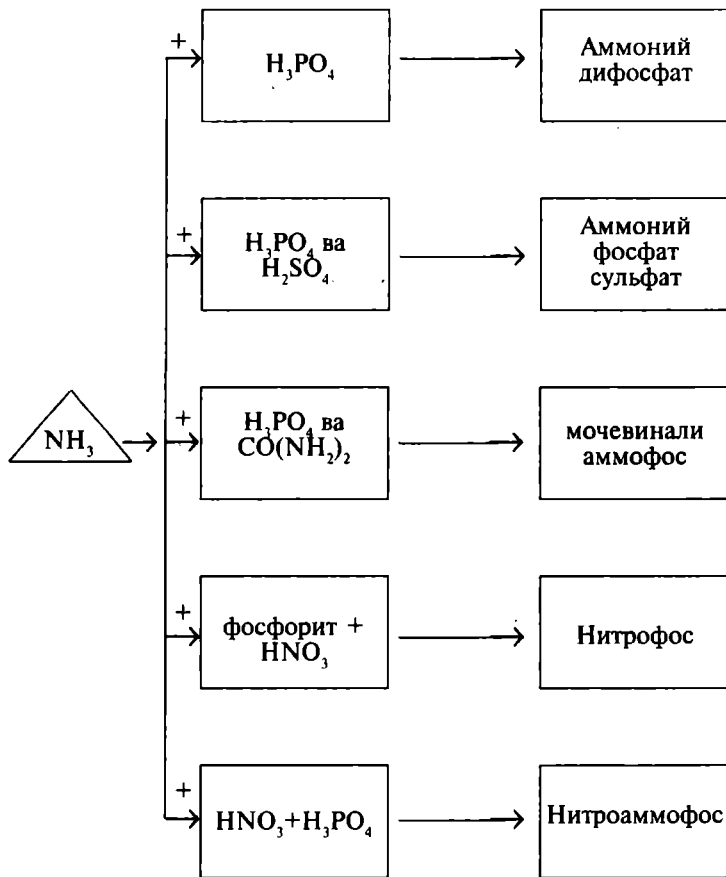 +
H₃PO₄
Аммоний
дифосфат
+
H₃PO₄ ва
H₂SO₄
Аммоний
фосфат
сульфат
NH₃
+
H₃PO₄ ва
CO(NH₂)₂
мочевинали
аммофос
+
фосфорит +
HNO₃
Нитрофос
+
HNO₃+H₃PO₄
Нитроаммофос